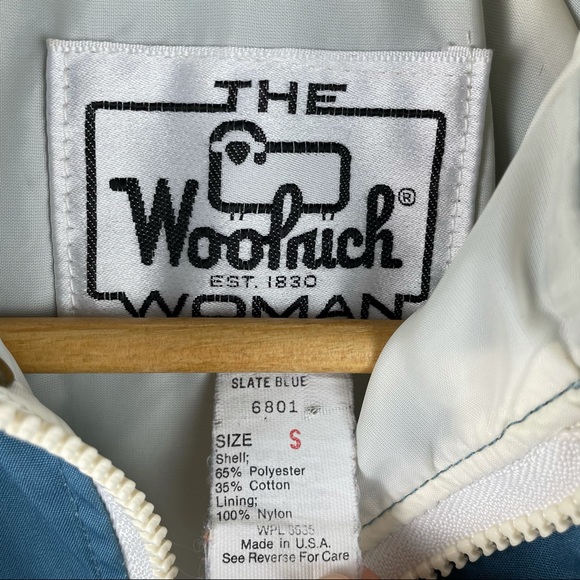 THE
Woolrich®
EST. 1830
WOMAN
SLATE BLUE
6801
SIZE S
Shell;
65% Polyester
35% Cotton
Lining;
100% Nylon
WPL 6635
Made in U.S.A.
See Reverse For Care